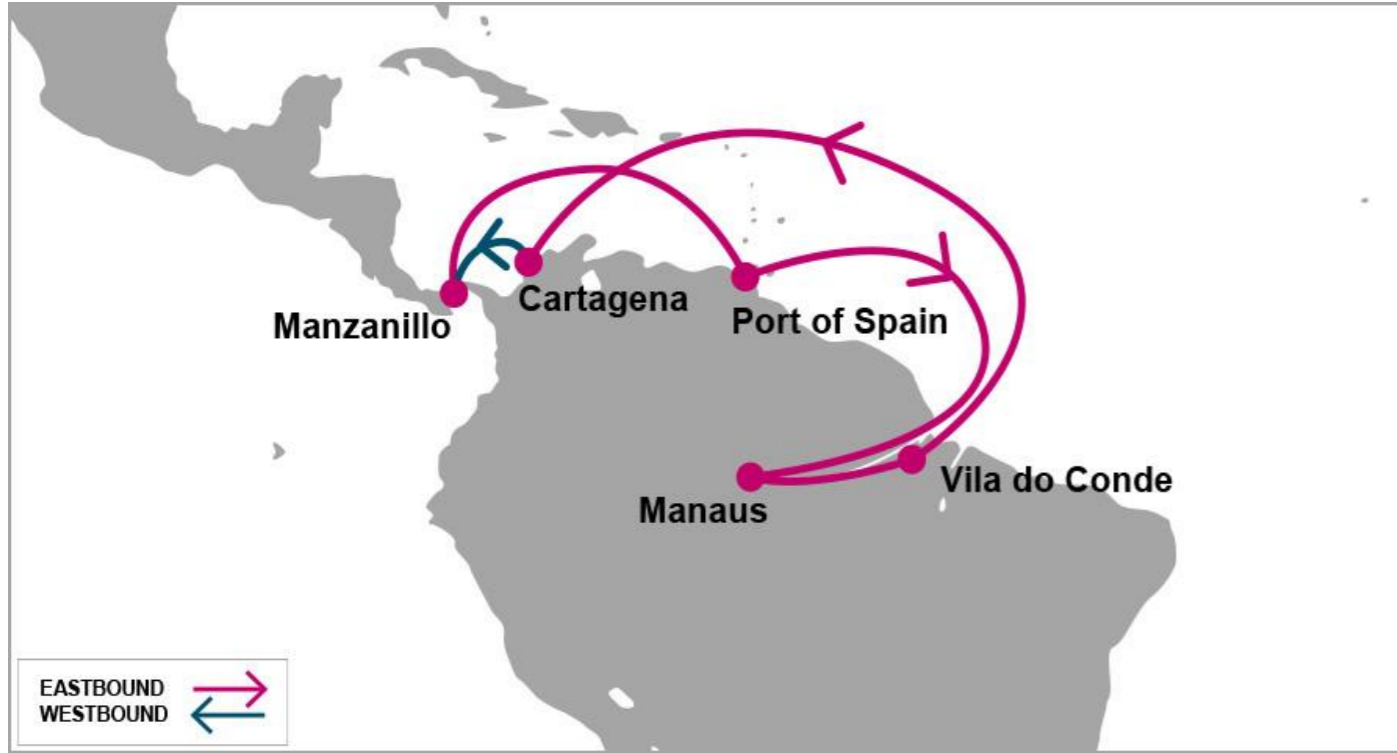 Cartagena
Manzanillo
Port of Spain
Vila do Conde
Manaus
EASTBOUND
WESTBOUND